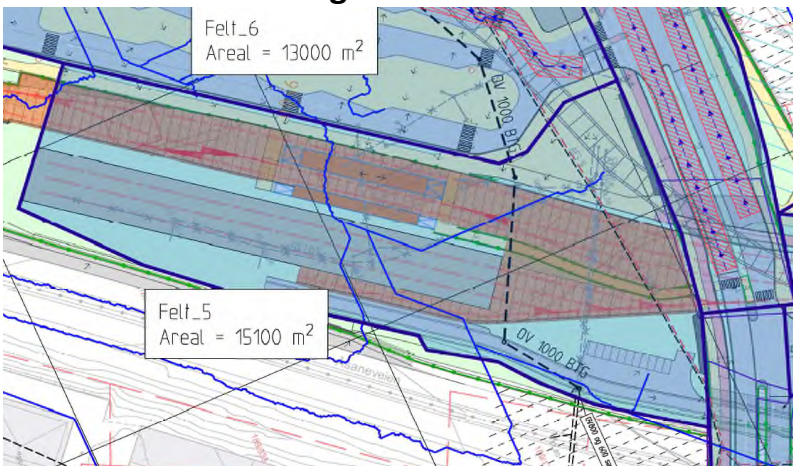 Felt_6
Areal = 13000 m²
OV 1000 BTG
Felt_5
Areal = 15100 m²
OV 1000 BTG